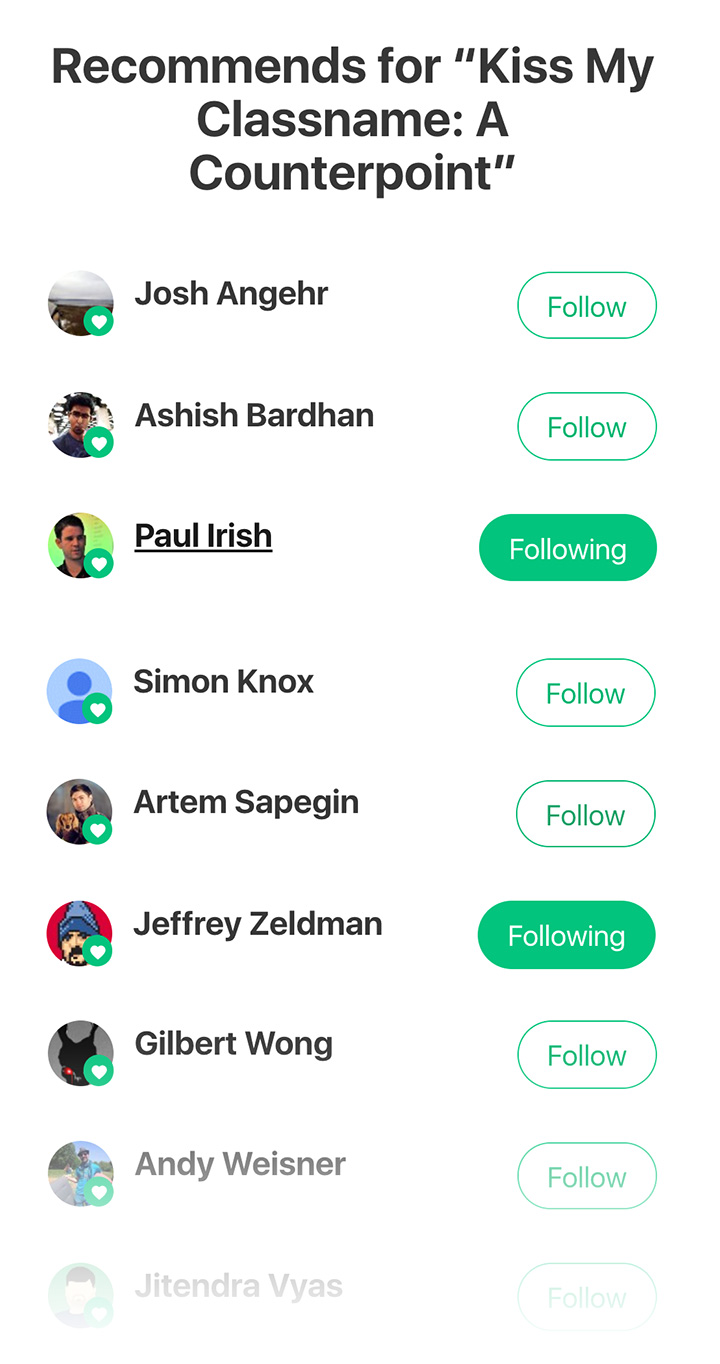 Recommends for “Kiss My
Classname: A
Counterpoint”
Josh Angehr
Follow
Ashish Bardhan
Follow
Paul Irish
Following
Simon Knox
Follow
Artem Sapegin
Follow
Jeffrey Zeldman
Following
Gilbert Wong
Follow
Andy Weisner
Follow
Jitendra Vyas
Follow